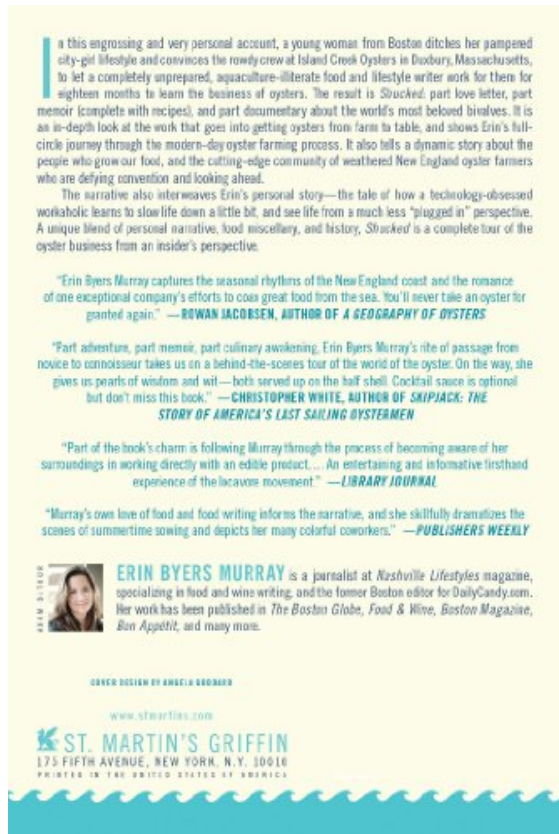 In this engrossing and very personal account, a young woman from Boston ditches her pampered
city-girl lifestyle and convinces the rowdy crew at Island Creek Oysters in Duxbury, Massachusetts,
to let a completely unprepared, aquaculture-illiterate food and lifestyle writer work for them for
eighteen months to learn the business of oysters. The result is Shucked: part love letter, part
memoir (complete with recipes), and part documentary about the world's most beloved bivalves. It is
an in-depth look at the work that goes into getting oysters from farm to table, and shows Erin's full-
circle journey through the modern-day oyster farming process. It also tells a dynamic story about the
people who grow our food, and the cutting-edge community of weathered New England oyster farmers
who are defying convention and looking ahead.
The narrative also interweaves Erin's personal story—the tale of how a technology-obsessed
workaholic learns to slow life down a little bit, and see life from a much less "plugged in" perspective.
A unique blend of personal narrative, food miscellany, and history, Shucked is a complete tour of the
oyster business from an insider's perspective.
"Erin Byers Murray captures the seasonal rhythms of the New England coast and the romance
of one exceptional company's efforts to coax great food from the sea. You'll never take an oyster for
granted again." —ROWAN JACOBSEN, AUTHOR OF A GEOGRAPHY OF OYSTERS
"Part adventure, part memoir, part culinary awakening, Erin Byers Murray's rite of passage from
novice to connoisseur takes us on a behind-the-scenes tour of the world of the oyster. On the way, she
gives us pearls of wisdom and wit—both served up on the half shell. Cocktail sauce is optional
but don't miss this book." —CHRISTOPHER WHITE, AUTHOR OF SKIPJACK: THE
STORY OF AMERICA'S LAST SAILING OYSTERMEN
"Part of the book's charm is following Murray through the process of becoming aware of her
surroundings in working directly with an edible product.... An entertaining and informative firsthand
experience of the locavore movement." —LIBRARY JOURNAL
"Murray's own love of food and food writing informs the narrative, and she skillfully dramatizes the
scenes of summertime sowing and depicts her many colorful coworkers." —PUBLISHERS WEEKLY
ERIN BYERS MURRAY is a journalist at Nashville Lifestyles magazine,
specializing in food and wine writing, and the former Boston editor for DailyCandy.com.
Her work has been published in The Boston Globe, Food & Wine, Boston Magazine,
Bon Appétit, and many more.
COVER DESIGN BY ANGELA GODDARD
www.stmartins.com
ST. MARTIN'S GRIFFIN
175 FIFTH AVENUE, NEW YORK, N.Y. 10010
PRINTED IN THE UNITED STATES OF AMERICA